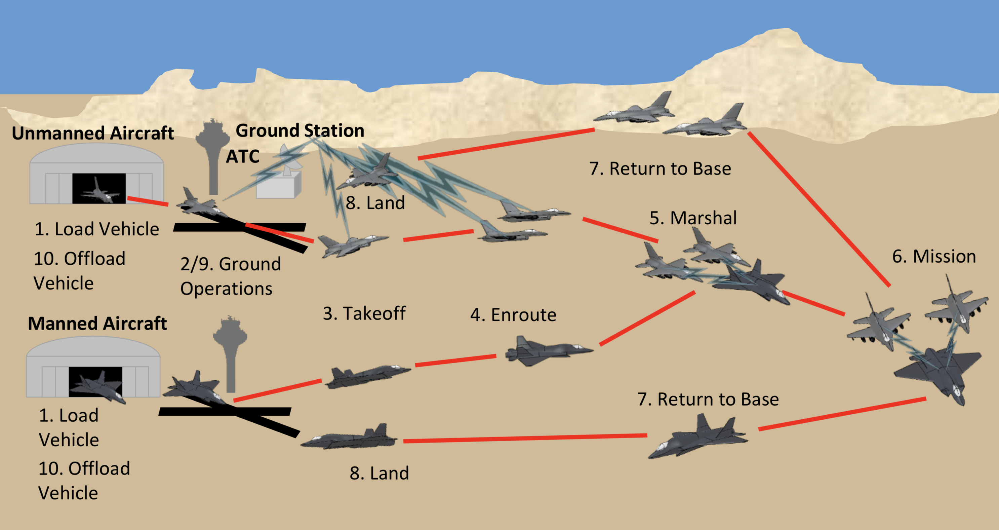 Unmanned Aircraft
Ground Station
ATC
1. Load Vehicle
10. Offload
Vehicle
2/9. Ground
Operations
8. Land
7. Return to Base
5. Marshal
6. Mission
3. Takeoff
4. Enroute
Manned Aircraft
1. Load
Vehicle
10. Offload
Vehicle
7. Return to Base
8. Land